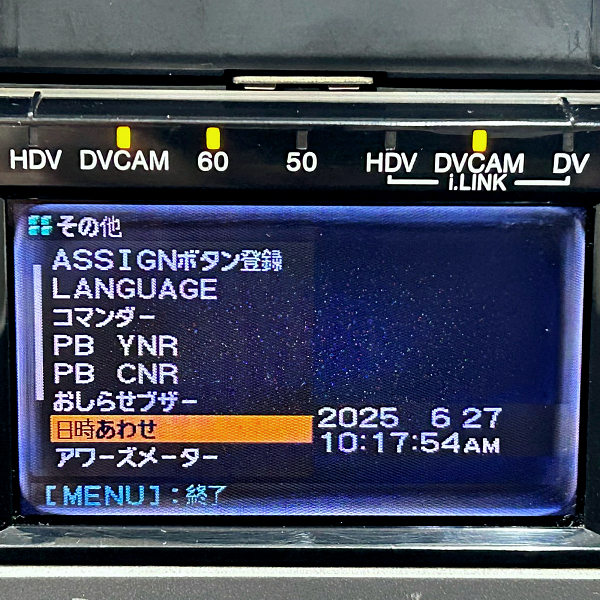 HDV DVCAM 60 50 HDV DVCAM DV
i.LINK
その他
ASSIGNボタン登録
LANGUAGE
コマンダー
PB YNR
PB CNR
おしらせブザー
日時あわせ 2025 6 27
10:17:54AM
アワーズメーター
[MENU]:終了